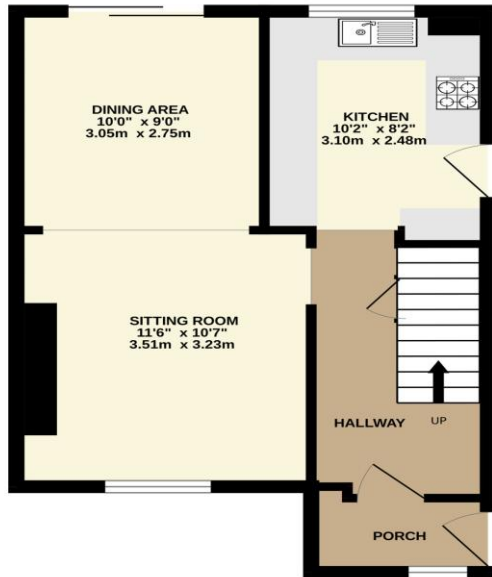 DINING AREA
10'0" x 9'0"
3.05m x 2.75m
KITCHEN
10'2" x 8'2"
3.10m x 2.48m
SITTING ROOM
11'6" x 10'7"
3.51m x 3.23m
HALLWAY
UP
PORCH